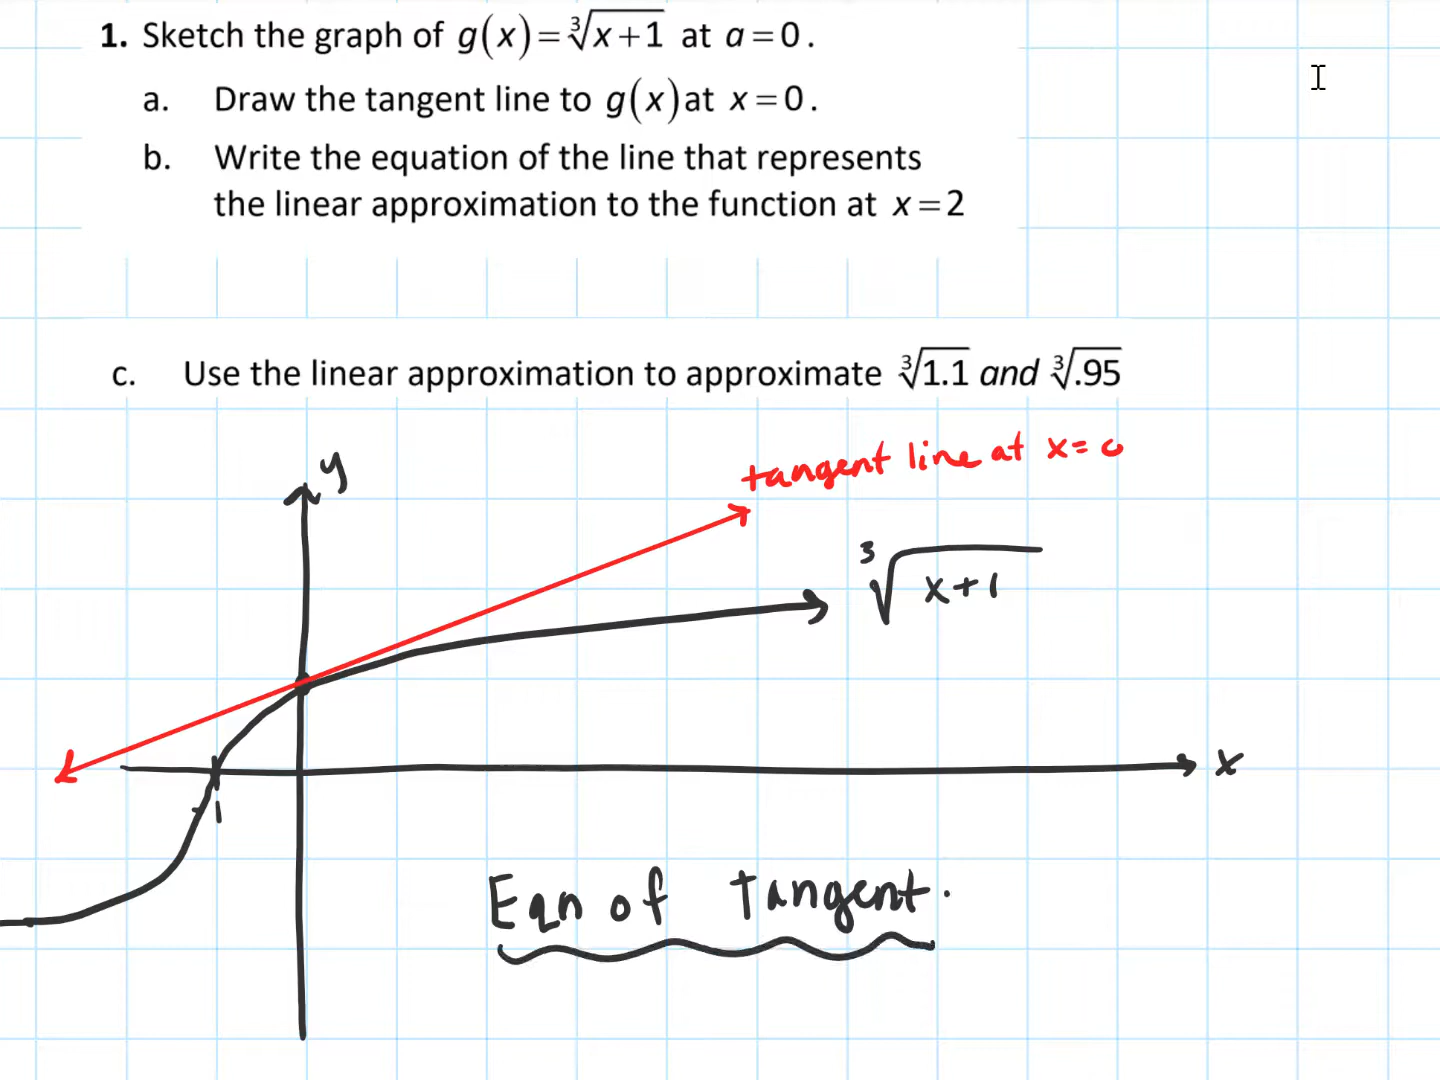 1. Sketch the graph of g(x)=∛x+1 at a=0.
a. Draw the tangent line to g(x) at x=0.
b. Write the equation of the line that represents
the linear approximation to the function at x=2
c. Use the linear approximation to approximate ∛1.1 and ∛.95
tangent line at x=0
y
∛x+1
x
-1
Eqn of tangent.